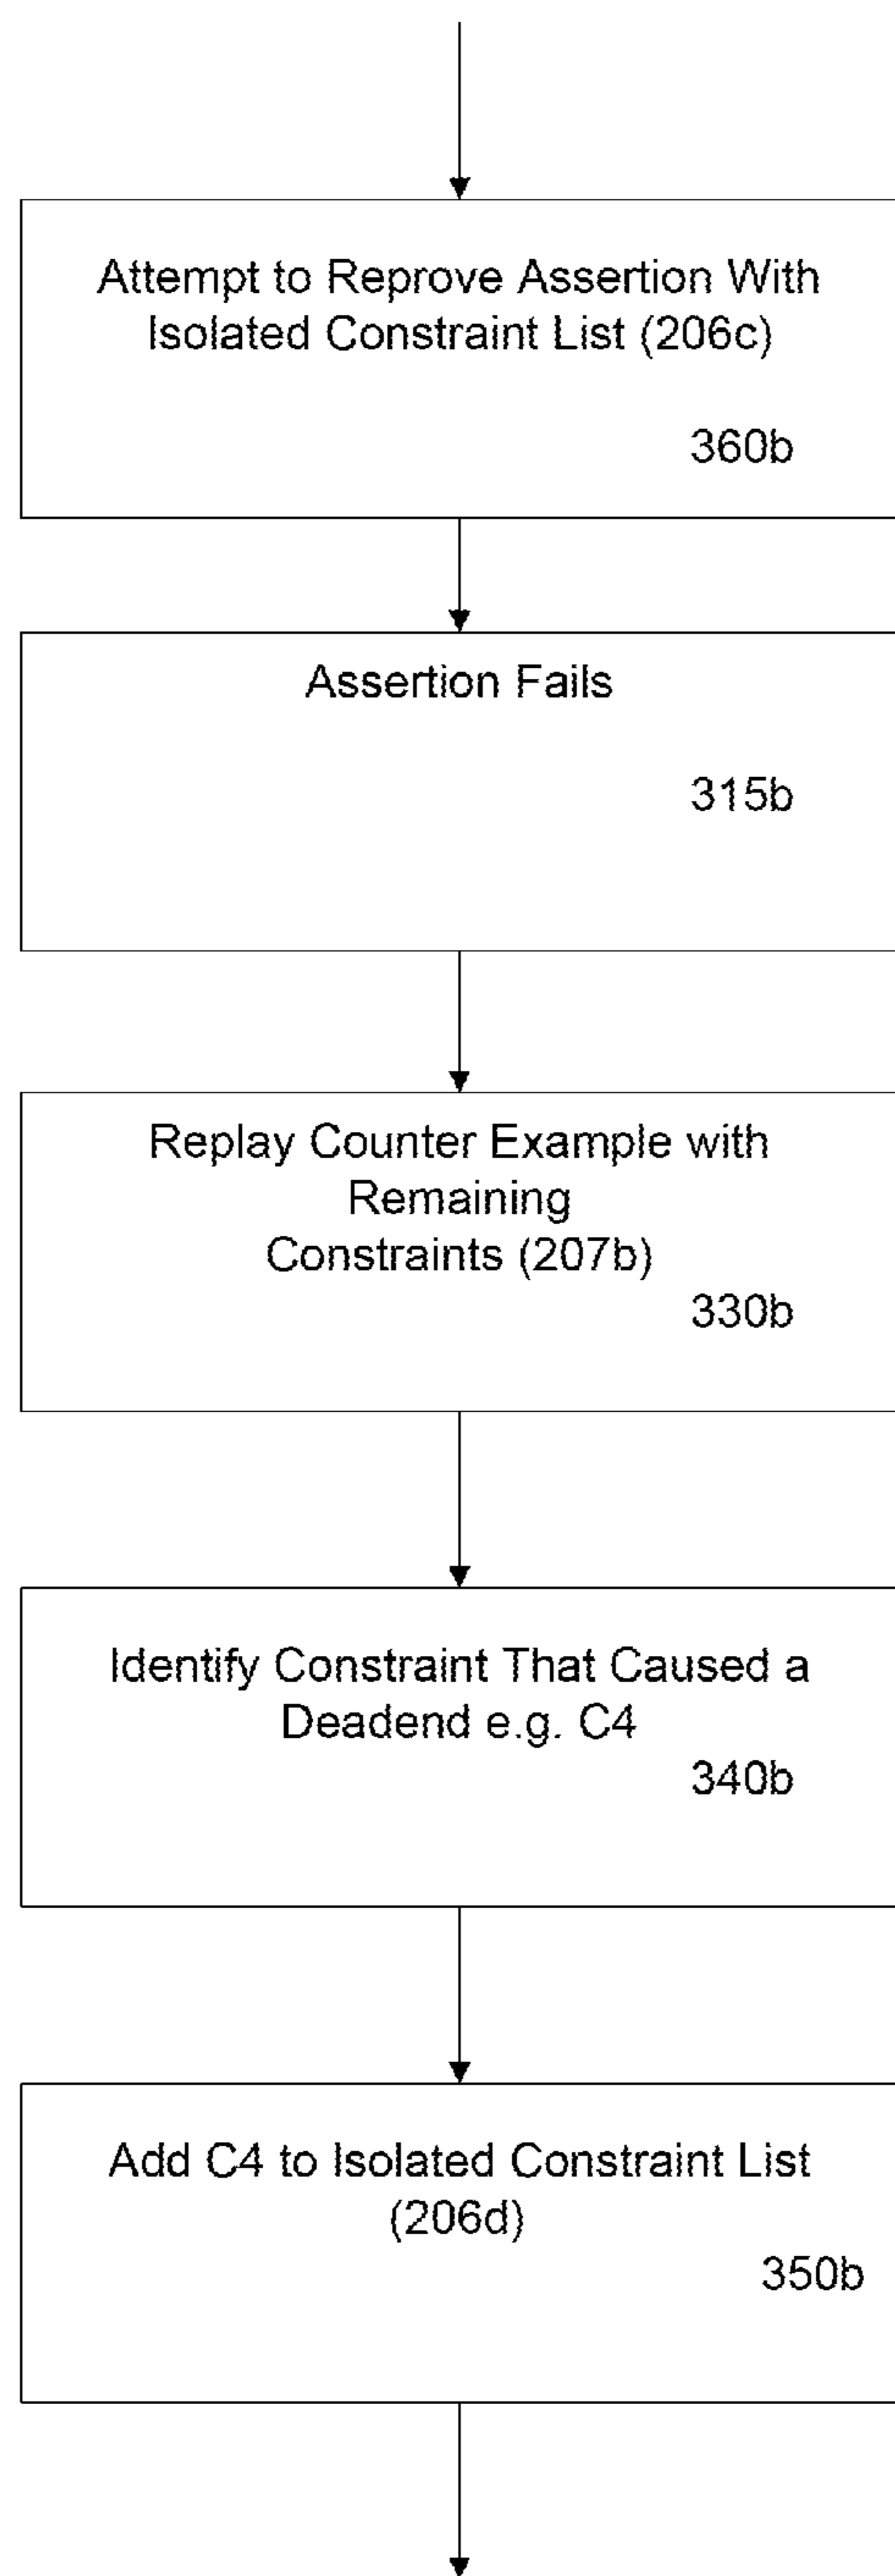 Attempt to Reprove Assertion With
Isolated Constraint List (206c)
360b
Assertion Fails
315b
Replay Counter Example with
Remaining
Constraints (207b)
330b
Identify Constraint That Caused a
Deadend e.g. C4
340b
Add C4 to Isolated Constraint List
(206d)
350b